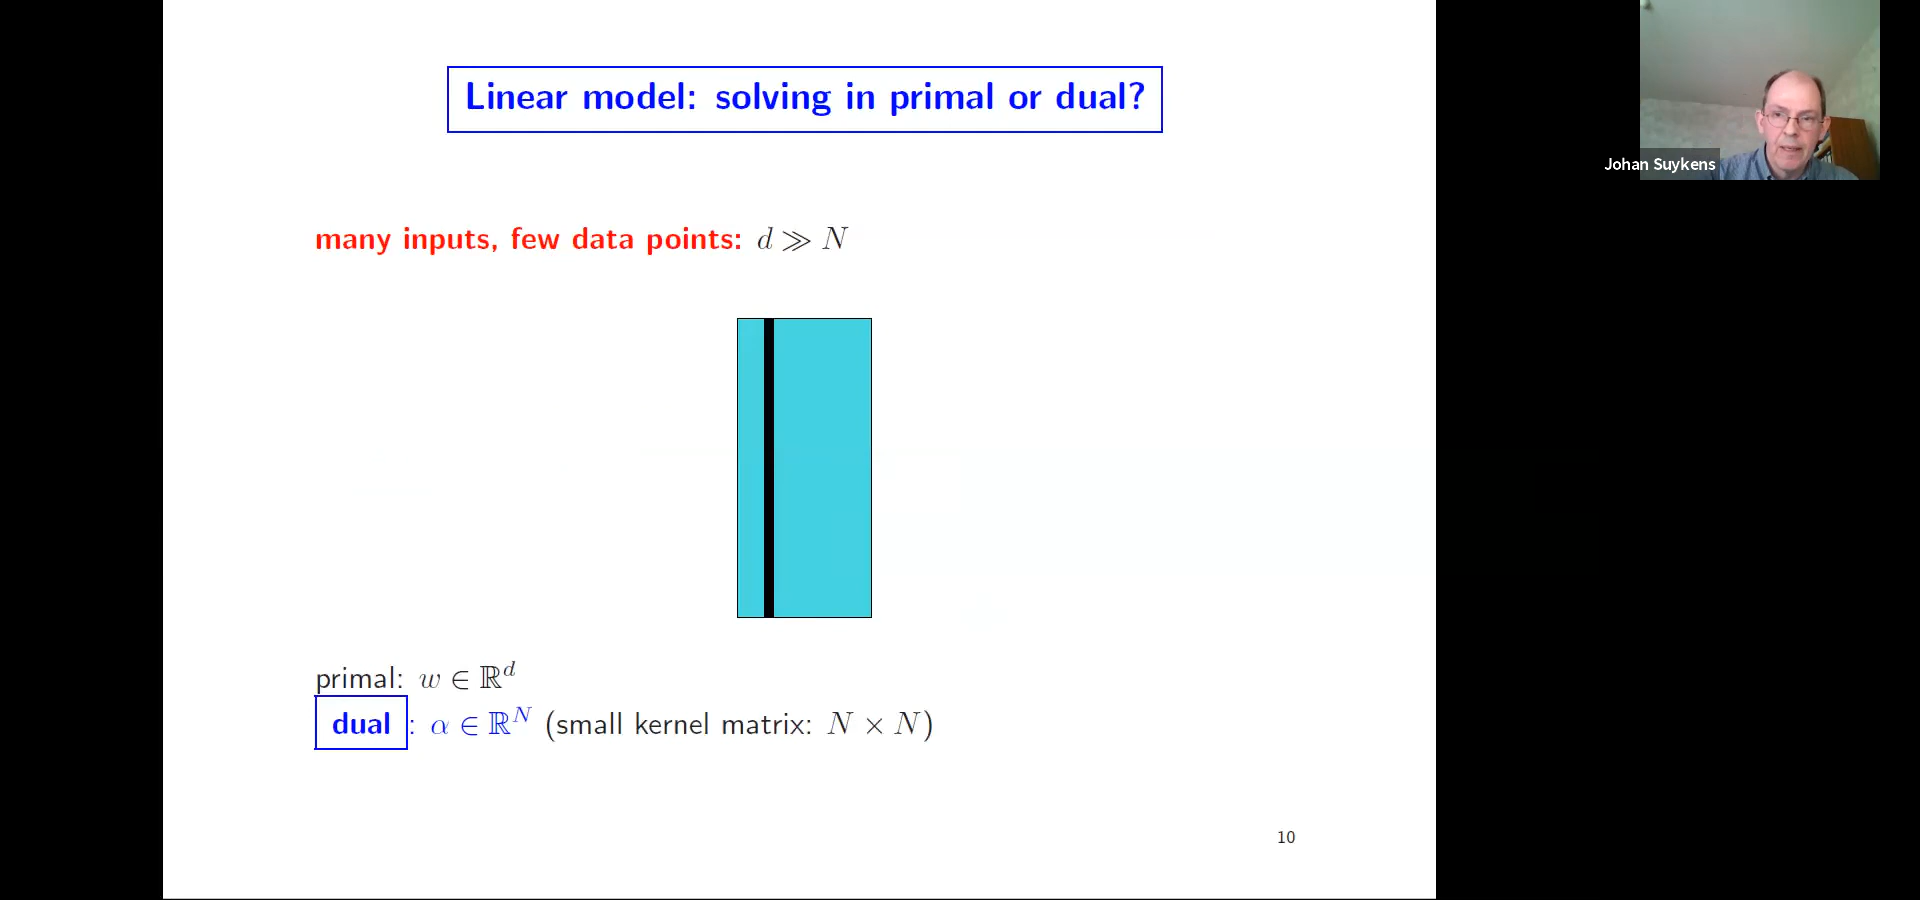 Linear model: solving in primal or dual?
Johan Suykens
many inputs, few data points: d ≫ N
primal: w ∈ ℝ^d
dual : α ∈ ℝ^N (small kernel matrix: N × N)
10